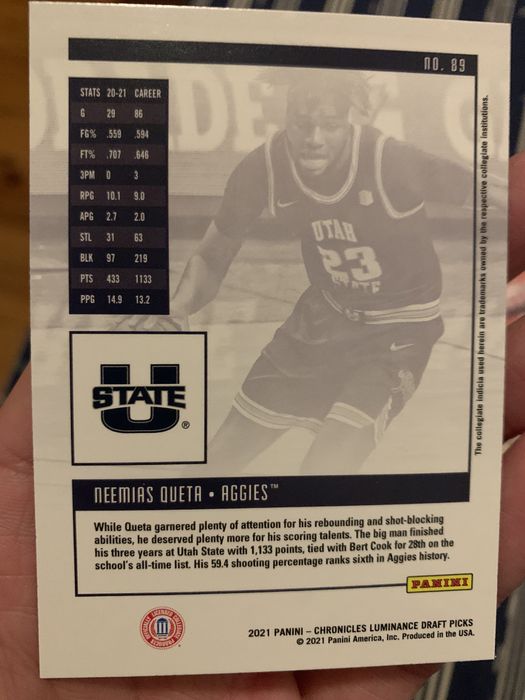 NO. 89
STATS 20-21 CAREER
G 29 86
FG% .559 .594
FT% .707 .646
3PM 0 3
RPG 10.1 9.0
APG 2.7 2.0
STL 31 63
BLK 97 219
PTS 433 1133
PPG 14.9 13.2
UTAH
23
STATE
The collegiate indicia used herein are trademarks owned by the respective collegiate institutions.
U
STATE®
NEEMIAS QUETA • AGGIES™
While Queta garnered plenty of attention for his rebounding and shot-blocking
abilities, he deserved plenty more for his scoring talents. The big man finished
his three years at Utah State with 1,133 points, tied with Bert Cook for 28th on the
school's all-time list. His 59.4 shooting percentage ranks sixth in Aggies history.
PANINI
OFFICIALLY LICENSED COLLEGIATE PRODUCTS
2021 PANINI – CHRONICLES LUMINANCE DRAFT PICKS
© 2021 Panini America, Inc. Produced in the USA.